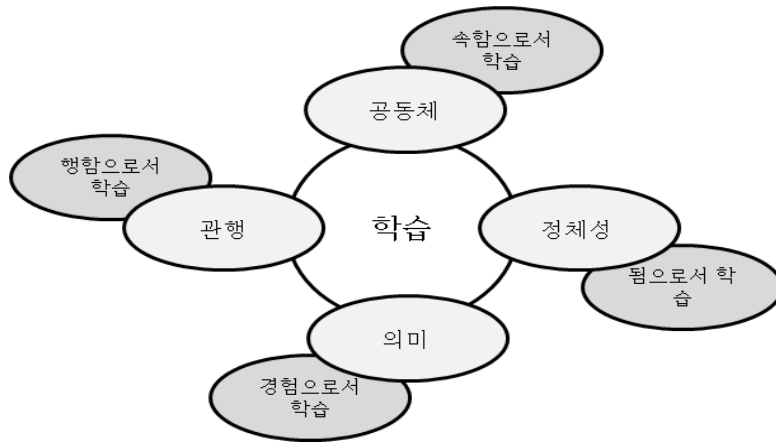 속함으로서
학습
공동체
행함으로서
학습
관행
학습
정체성
됨으로서 학
습
의미
경험으로서
학습